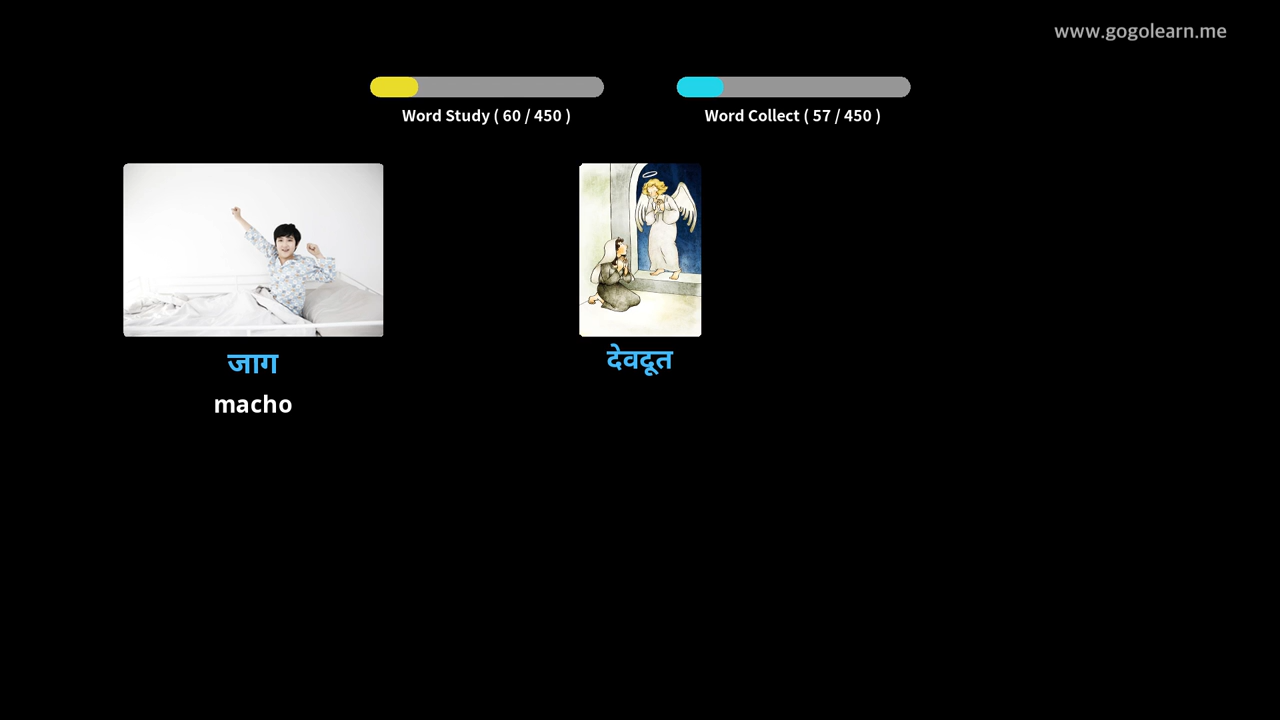 www.gogolearn.me
Word Study ( 60 / 450 )
Word Collect ( 57 / 450 )
जाग
देवदूत
macho